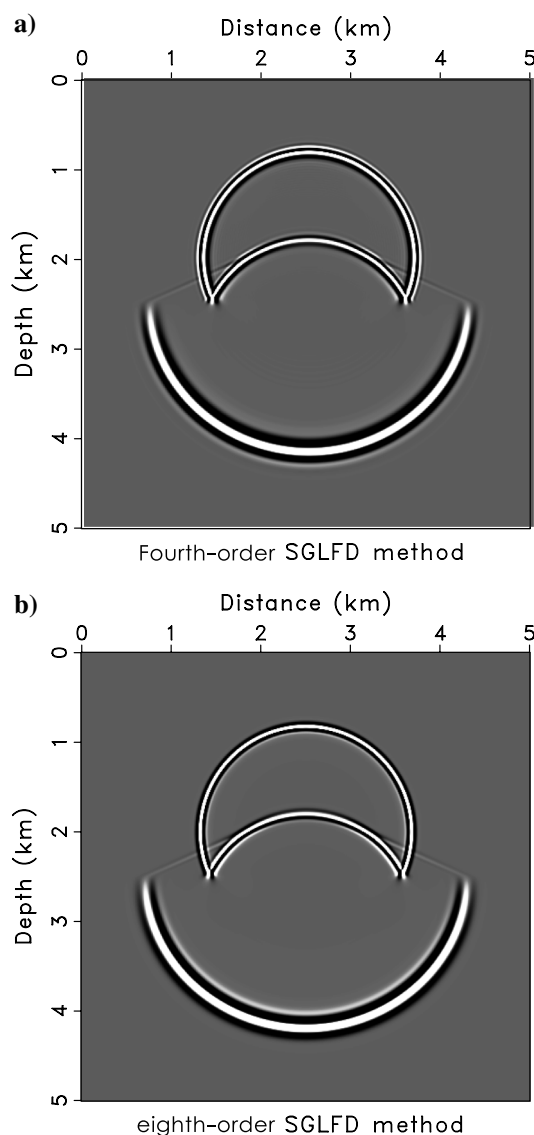 a)
Distance (km)
0 1 2 3 4 5
0
1
2
3
4
5
Depth (km)
Fourth-order SGLFD method
b)
Distance (km)
0 1 2 3 4 5
0
1
2
3
4
5
Depth (km)
eighth-order SGLFD method